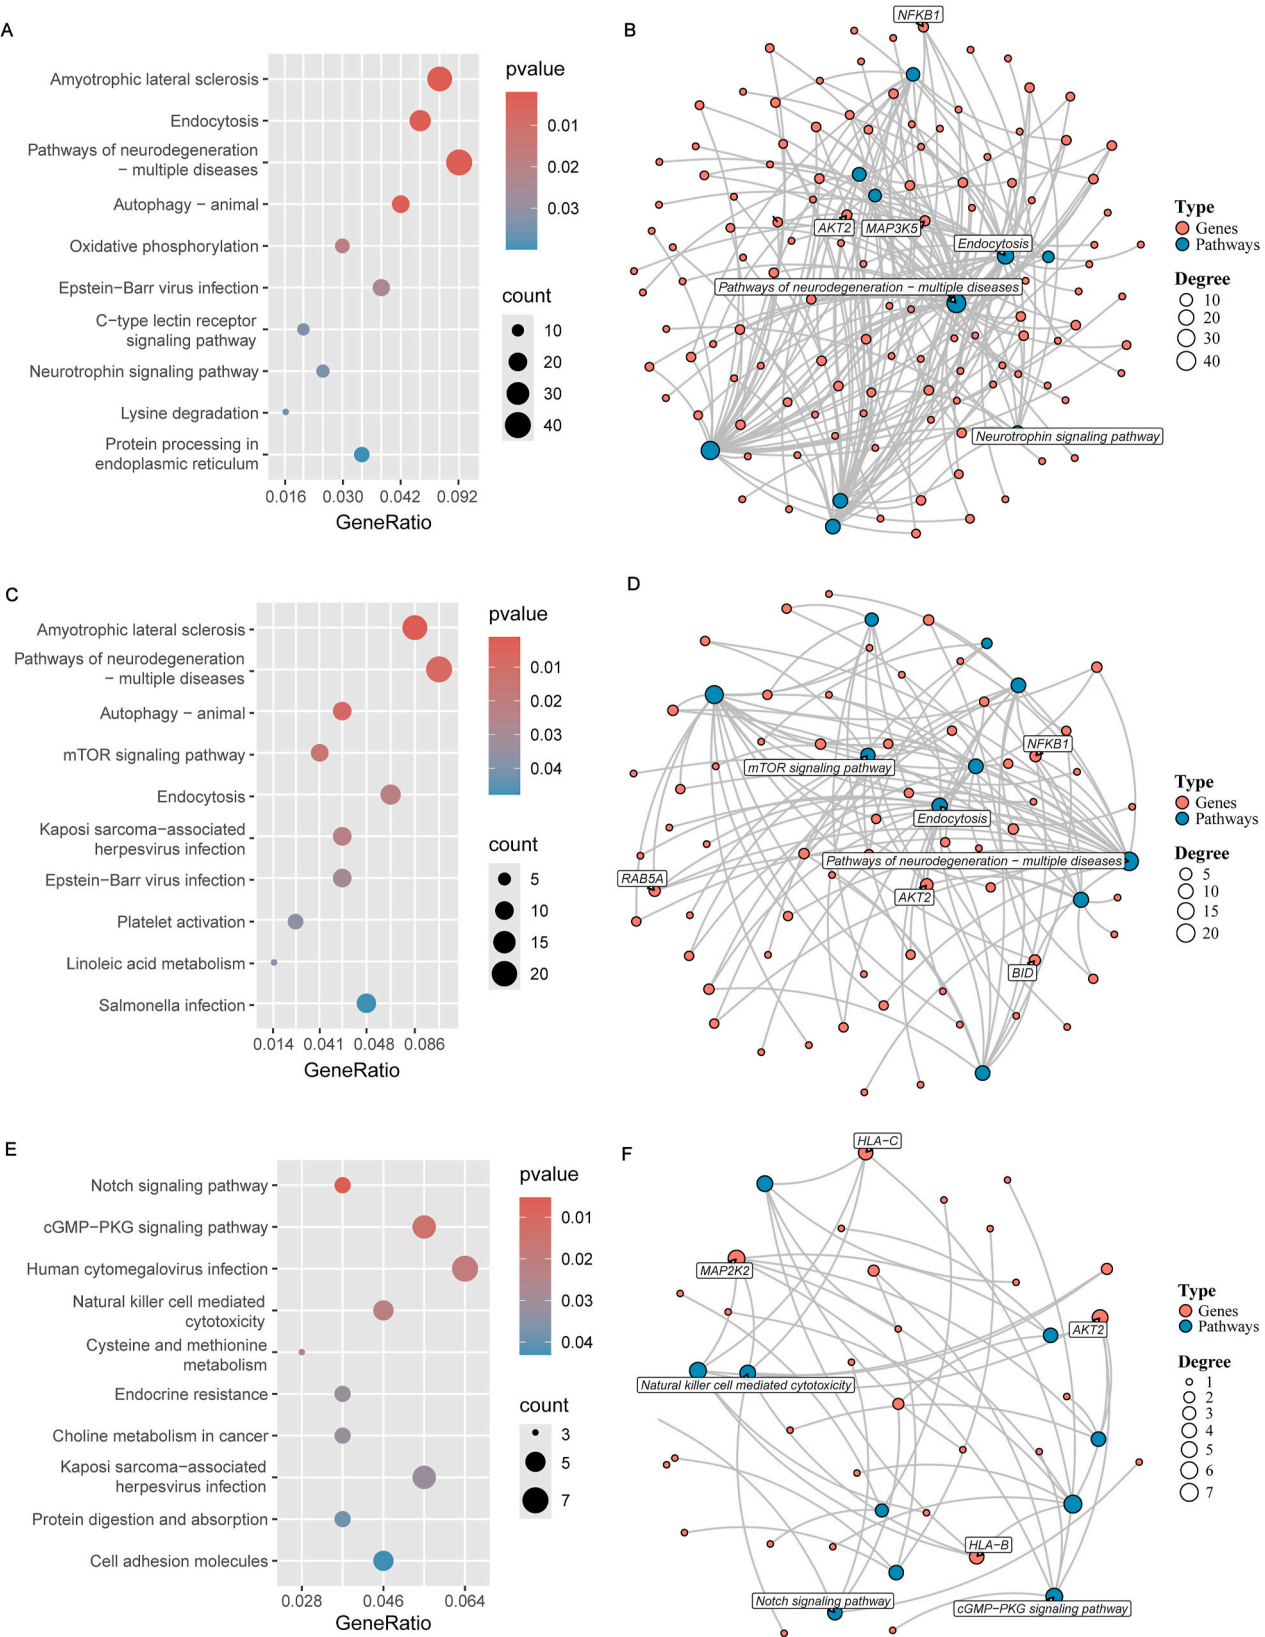 A
Amyotrophic lateral sclerosis
Endocytosis
Pathways of neurodegeneration
− multiple diseases
Autophagy − animal
Oxidative phosphorylation
Epstein−Barr virus infection
C−type lectin receptor
signaling pathway
Neurotrophin signaling pathway
Lysine degradation
Protein processing in
endoplasmic reticulum
0.016 0.030 0.042 0.092
GeneRatio
pvalue
0.01
0.02
0.03
count
10
20
30
40
B
NFKB1
AKT2
MAP3K5
Endocytosis
Pathways of neurodegeneration − multiple diseases
Neurotrophin signaling pathway
Type
Genes
Pathways
Degree
10
20
30
40
C
Amyotrophic lateral sclerosis
Pathways of neurodegeneration
− multiple diseases
Autophagy − animal
mTOR signaling pathway
Endocytosis
Kaposi sarcoma−associated
herpesvirus infection
Epstein−Barr virus infection
Platelet activation
Linoleic acid metabolism
Salmonella infection
0.014 0.041 0.048 0.086
GeneRatio
pvalue
0.01
0.02
0.03
0.04
count
5
10
15
20
D
NFKB1
mTOR signaling pathway
Endocytosis
Pathways of neurodegeneration − multiple diseases
RAB5A
AKT2
BID
Type
Genes
Pathways
Degree
5
10
15
20
E
Notch signaling pathway
cGMP−PKG signaling pathway
Human cytomegalovirus infection
Natural killer cell mediated
cytotoxicity
Cysteine and methionine
metabolism
Endocrine resistance
Choline metabolism in cancer
Kaposi sarcoma−associated
herpesvirus infection
Protein digestion and absorption
Cell adhesion molecules
0.028 0.046 0.064
GeneRatio
pvalue
0.01
0.02
0.03
0.04
count
3
5
7
F
HLA−C
MAP2K2
AKT2
Natural killer cell mediated cytotoxicity
HLA−B
Notch signaling pathway
cGMP−PKG signaling pathway
Type
Genes
Pathways
Degree
1
2
3
4
5
6
7